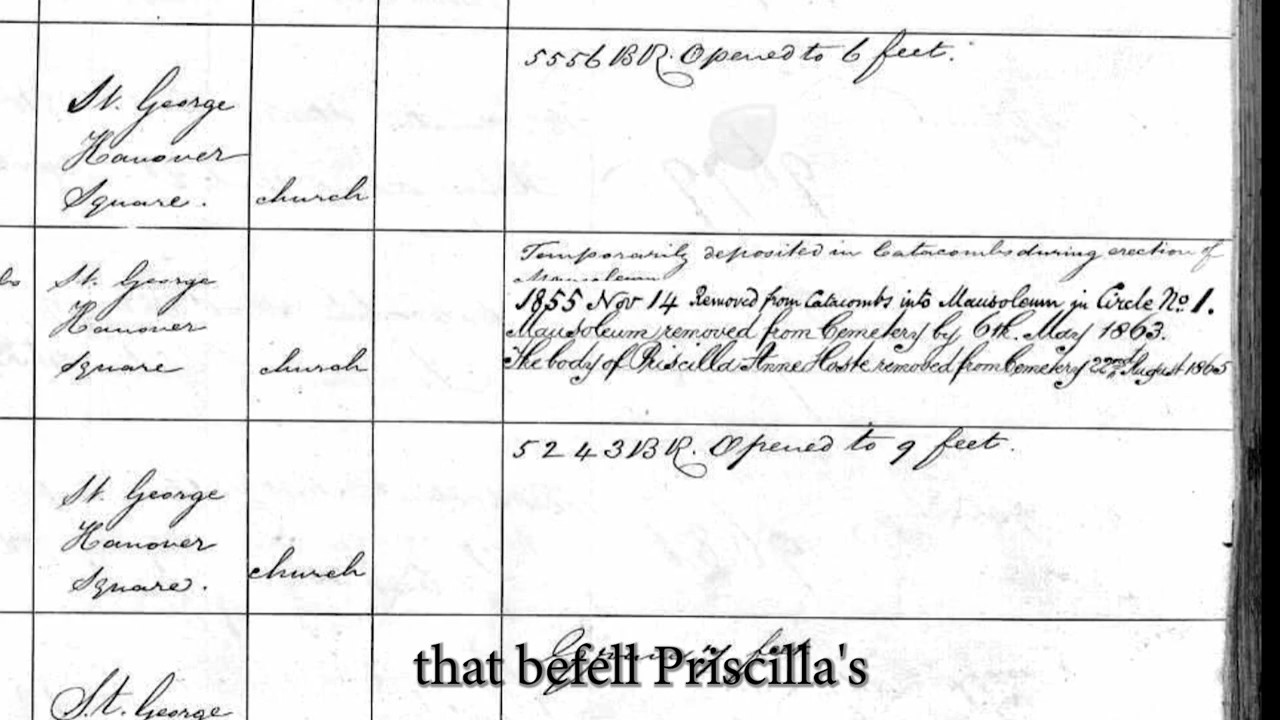 5556 BR. Opened to 6 feet.
St. George
Hanover
Square.
church
Temporarily deposited in Catacombs during erection of
Mausoleum
1855 Nov 14 Removed from Catacombs into Mausoleum in Circle No. 1.
Mausoleum removed from Cemetery by 6th. May 1863.
The body of Priscilla Anne Hoste removed from Cemetery 22nd August 1865
St. George
Hanover
Square
church
5243 BR. Opened to 9 feet.
St. George
Hanover
Square.
church
feet
St. George
that befell Priscilla's